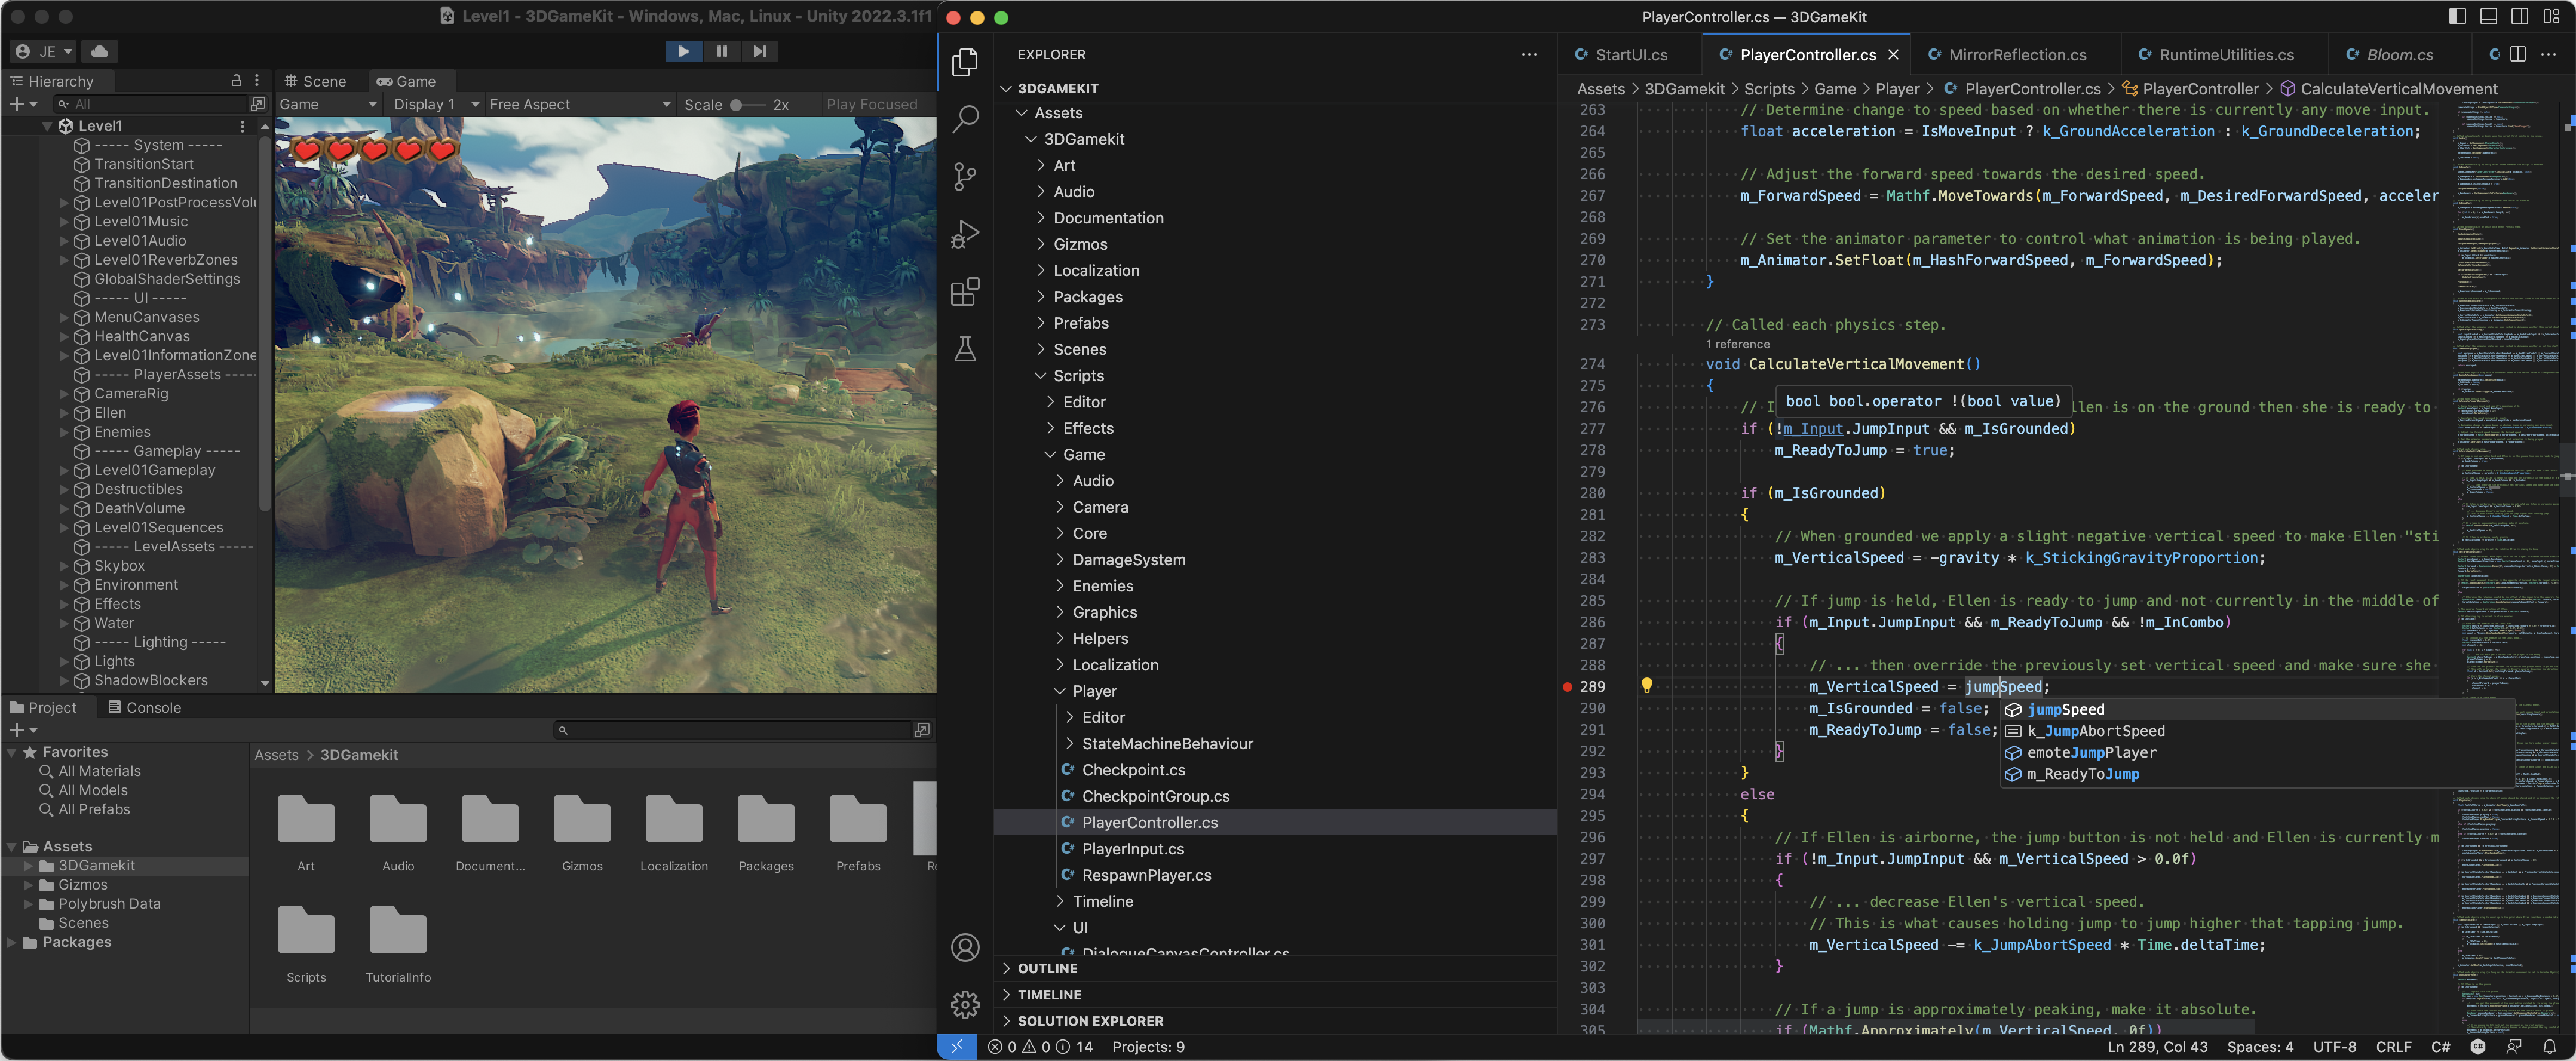 Level1 - 3DGameKit - Windows, Mac, Linux - Unity 2022.3.1f1
JE
Hierarchy
Scene
Game
All
Game
Display 1
Free Aspect
Scale
2x
Play Focused
Level1
----- System -----
TransitionStart
TransitionDestination
Level01PostProcessVolu
Level01Music
Level01Audio
Level01ReverbZones
GlobalShaderSettings
----- UI -----
MenuCanvases
HealthCanvas
Level01InformationZone
----- PlayerAssets -----
CameraRig
Ellen
Enemies
----- Gameplay -----
Level01Gameplay
Destructibles
DeathVolume
Level01Sequences
----- LevelAssets -----
Skybox
Environment
Effects
Water
----- Lighting -----
Lights
ShadowBlockers
Project
Console
Favorites
All Materials
All Models
All Prefabs
Assets
3DGamekit
Gizmos
Polybrush Data
Scenes
Packages
Assets > 3DGamekit
Art
Audio
Document...
Gizmos
Localization
Packages
Prefabs
Re
Scripts
TutorialInfo
PlayerController.cs — 3DGameKit
EXPLORER
3DGAMEKIT
Assets
3DGamekit
Art
Audio
Documentation
Gizmos
Localization
Packages
Prefabs
Scenes
Scripts
Editor
Effects
Game
Audio
Camera
Core
DamageSystem
Enemies
Graphics
Helpers
Localization
Player
Editor
StateMachineBehaviour
Checkpoint.cs
CheckpointGroup.cs
PlayerController.cs
PlayerInput.cs
RespawnPlayer.cs
Timeline
UI
DialogueCanvasController.cs
OUTLINE
TIMELINE
SOLUTION EXPLORER
StartUI.cs
PlayerController.cs
MirrorReflection.cs
RuntimeUtilities.cs
Bloom.cs
Assets > 3DGamekit > Scripts > Game > Player > PlayerController.cs > PlayerController > CalculateVerticalMovement
263 // Determine change to speed based on whether there is currently any move input.
264 float acceleration = IsMoveInput ? k_GroundAcceleration : k_GroundDeceleration;
265
266 // Adjust the forward speed towards the desired speed.
267 m_ForwardSpeed = Mathf.MoveTowards(m_ForwardSpeed, m_DesiredForwardSpeed, acceler
268
269 // Set the animator parameter to control what animation is being played.
270 m_Animator.SetFloat(m_HashForwardSpeed, m_ForwardSpeed);
271 }
272
273 // Called each physics step.
1 reference
274 void CalculateVerticalMovement()
275 {
bool bool.operator !(bool value)
276 // I llen is on the ground then she is ready to
277 if (!m_Input.JumpInput && m_IsGrounded)
278 m_ReadyToJump = true;
279
280 if (m_IsGrounded)
281 {
282 // When grounded we apply a slight negative vertical speed to make Ellen "sti
283 m_VerticalSpeed = -gravity * k_StickingGravityProportion;
284
285 // If jump is held, Ellen is ready to jump and not currently in the middle of
286 if (m_Input.JumpInput && m_ReadyToJump && !m_InCombo)
287 {
288 // ... then override the previously set vertical speed and make sure she
289 m_VerticalSpeed = jumpSpeed;
290 m_IsGrounded = false;
291 m_ReadyToJump = false;
292 }
293 }
jumpSpeed
k_JumpAbortSpeed
emoteJumpPlayer
m_ReadyToJump
294 else
295 {
296 // If Ellen is airborne, the jump button is not held and Ellen is currently m
297 if (!m_Input.JumpInput && m_VerticalSpeed > 0.0f)
298 {
299 // ... decrease Ellen's vertical speed.
300 // This is what causes holding jump to jump higher that tapping jump.
301 m_VerticalSpeed -= k_JumpAbortSpeed * Time.deltaTime;
302 }
303
304 // If a jump is approximately peaking, make it absolute.
305 if (Mathf.Approximately(m_VerticalSpeed, 0f))
0 0 14
Projects: 9
Ln 289, Col 43
Spaces: 4
UTF-8
CRLF
C#